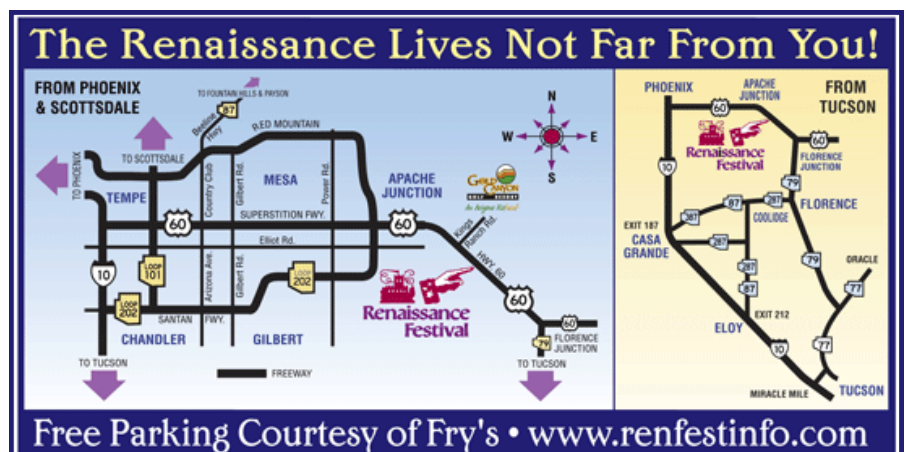 The Renaissance Lives Not Far From You!
FROM PHOENIX
& SCOTTSDALE
TO FOUNTAIN HILLS & PAYSON
87
Beeline
Hwy
RED MOUNTAIN
TO SCOTTSDALE
TO PHOENIX
TEMPE
Country Club
Gilbert Rd.
MESA
Power Rd.
APACHE
JUNCTION
N
W
E
S
GOLD CANYON
GOLF RESORT
60
SUPERSTITION FWY.
60
Kings
Ranch Rd.
Elliot Rd.
HWY. 60
10
LOOP
101
Arizona Ave.
Gilbert Rd.
LOOP
202
LOOP
202
SANTAN
FWY.
Renaissance
Festival
60
60
79
FLORENCE
JUNCTION
CHANDLER
GILBERT
TO TUCSON
TO TUCSON
FREEWAY
PHOENIX
APACHE
JUNCTION
FROM
TUCSON
60
Renaissance
Festival
60
FLORENCE
JUNCTION
10
79
387
87
287
COOLIDGE
FLORENCE
EXIT 187
CASA
GRANDE
287
287
79
ORACLE
77
87
EXIT 212
ELOY
10
77
MIRACLE MILE
TUCSON
Free Parking Courtesy of Fry's • www.renfestinfo.com